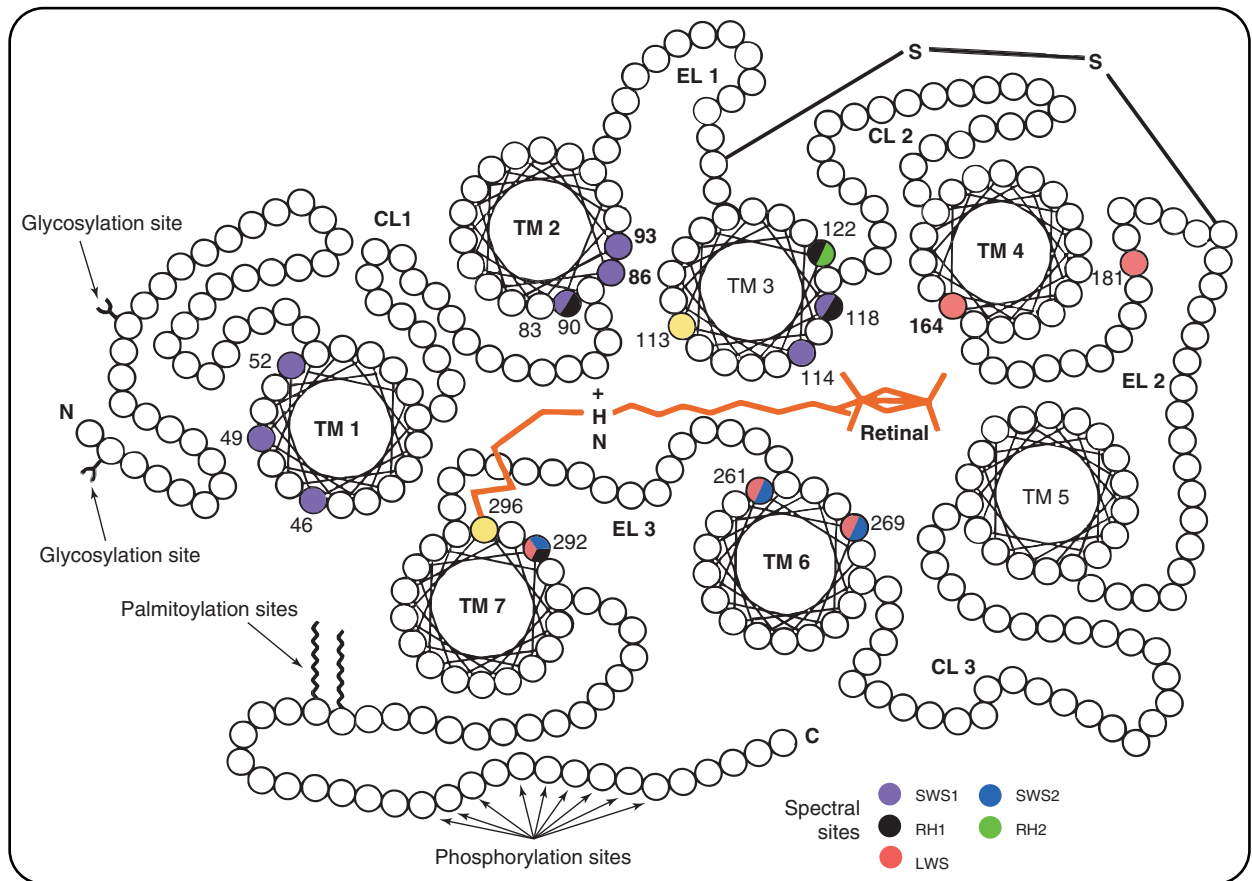 S
S
EL 1
CL 2
Glycosylation site
CL1
TM 2
93
86
83
90
122
TM 3
118
113
114
TM 4
181
164
52
N
49
TM 1
46
+
H
N
Retinal
EL 2
Glycosylation site
296
292
EL 3
261
269
TM 5
TM 6
TM 7
Palmitoylation sites
CL 3
C
Spectral
sites
SWS1
SWS2
RH1
RH2
LWS
Phosphorylation sites